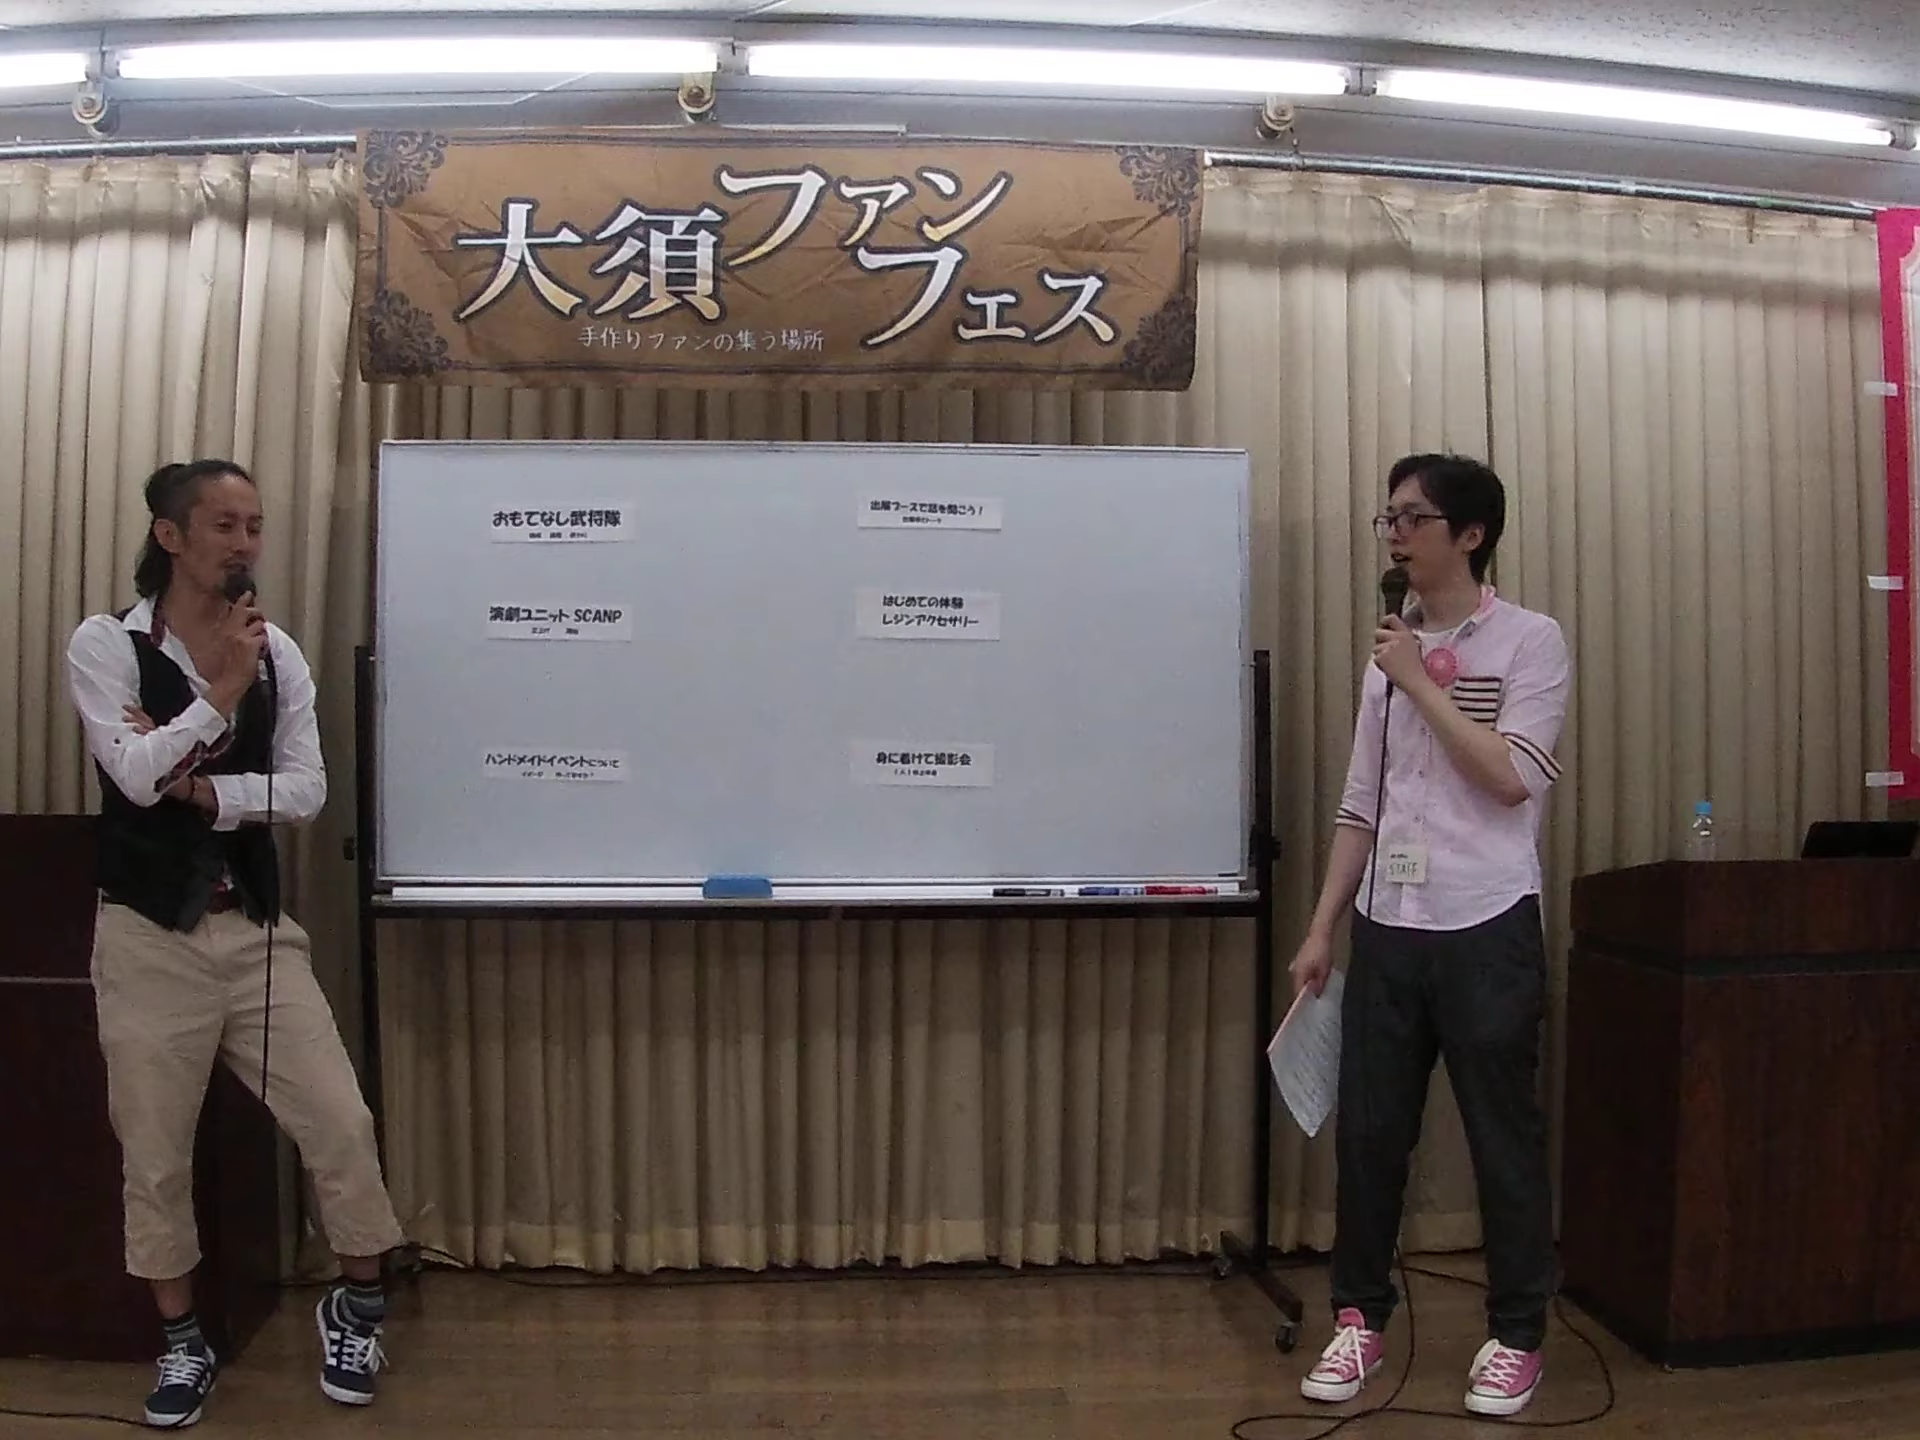 大須ファン
フェス
手作りファンの集う場所
おもてなし武将隊
演劇ユニット SCANP
ハンドメイドイベントについて
出展ブースで話を聞こう!
はじめての体験
レジンアクセサリー
身に着けて撮影会
STAFF